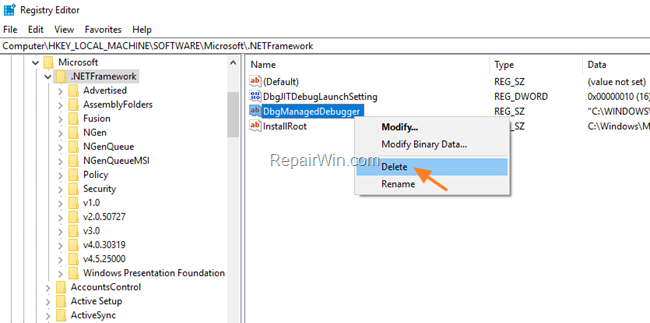 Registry Editor
File Edit View Favorites Help
Computer\HKEY_LOCAL_MACHINE\SOFTWARE\Microsoft\.NETFramework
Microsoft
.NETFramework
Advertised
AssemblyFolders
Fusion
NGen
NGenQueue
NGenQueueMSI
Policy
Security
v1.0
v2.0.50727
v3.0
v4.0.30319
v4.5.25000
Windows Presentation Foundation
AccountsControl
Active Setup
ActiveSync
Name Type Data
ab (Default) REG_SZ (value not set)
DbgJITDebugLaunchSetting REG_DWORD 0x00000010 (16)
ab DbgManagedDebugger REG_SZ "C:\WINDOWS\
ab InstallRoot REG_SZ C:\Windows\M
Modify...
Modify Binary Data...
Delete
Rename
RepairWin.com